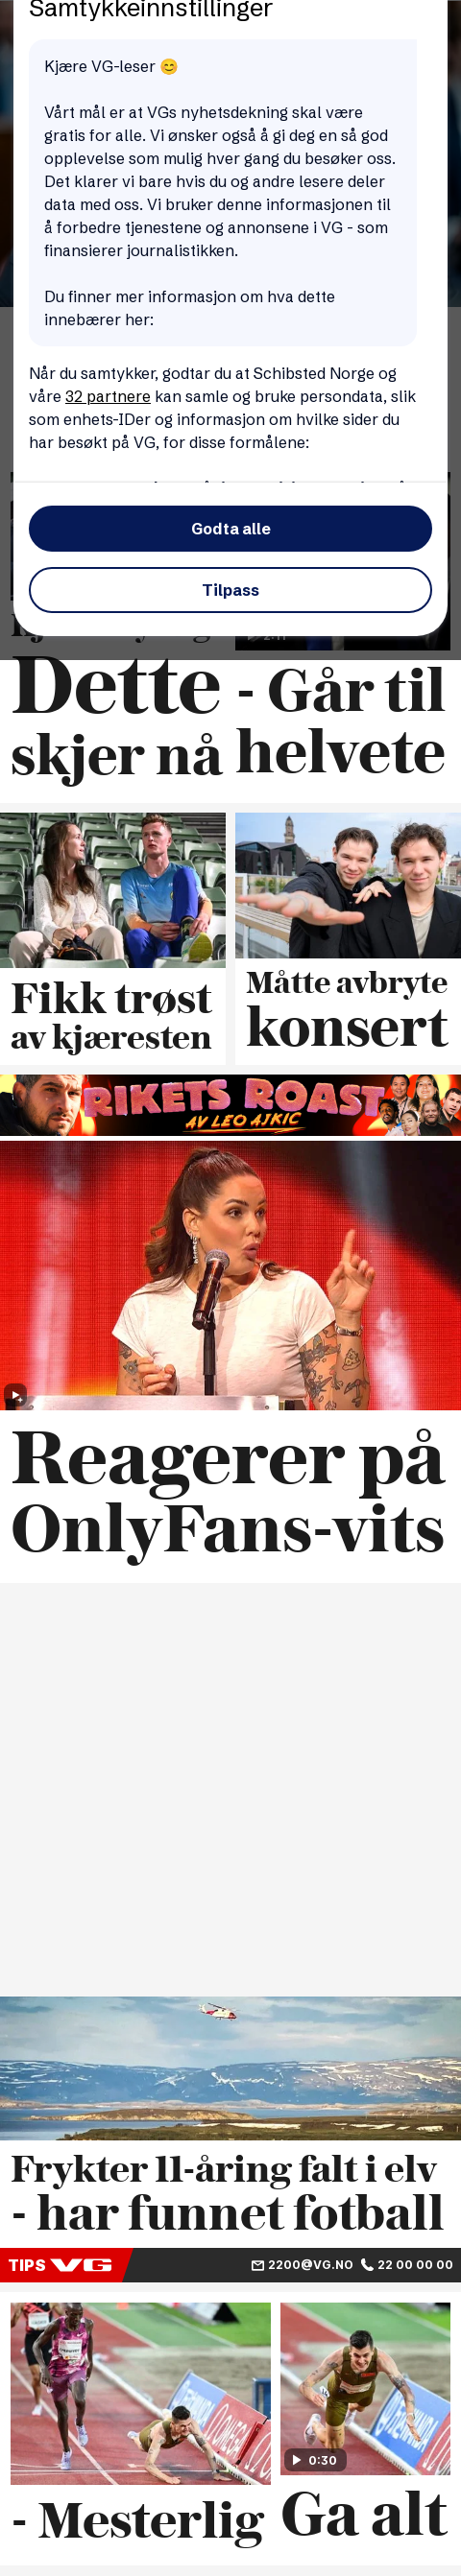 Samtykkeinnstillinger
Kjære VG-leser 😊
Vårt mål er at VGs nyhetsdekning skal være
gratis for alle. Vi ønsker også å gi deg en så god
opplevelse som mulig hver gang du besøker oss.
Det klarer vi bare hvis du og andre lesere deler
data med oss. Vi bruker denne informasjonen til
å forbedre tjenestene og annonsene i VG - som
finansierer journalistikken.
Du finner mer informasjon om hva dette
innebærer her:
Når du samtykker, godtar du at Schibsted Norge og
våre 32 partnere kan samle og bruke persondata, slik
som enhets-IDer og informasjon om hvilke sider du
har besøkt på VG, for disse formålene:
Godta alle
Tilpass
Dette
skjer nå
- Går til
helvete
Fikk trøst
av kjæresten
Måtte avbryte
konsert
RIKETS ROAST
AV LEO AJKIC
Reagerer på
OnlyFans-vits
Frykter 11-åring falt i elv
- har funnet fotball
TIPS VG
2200@VG.NO
22 00 00 00
0:30
- Mesterlig
Ga alt